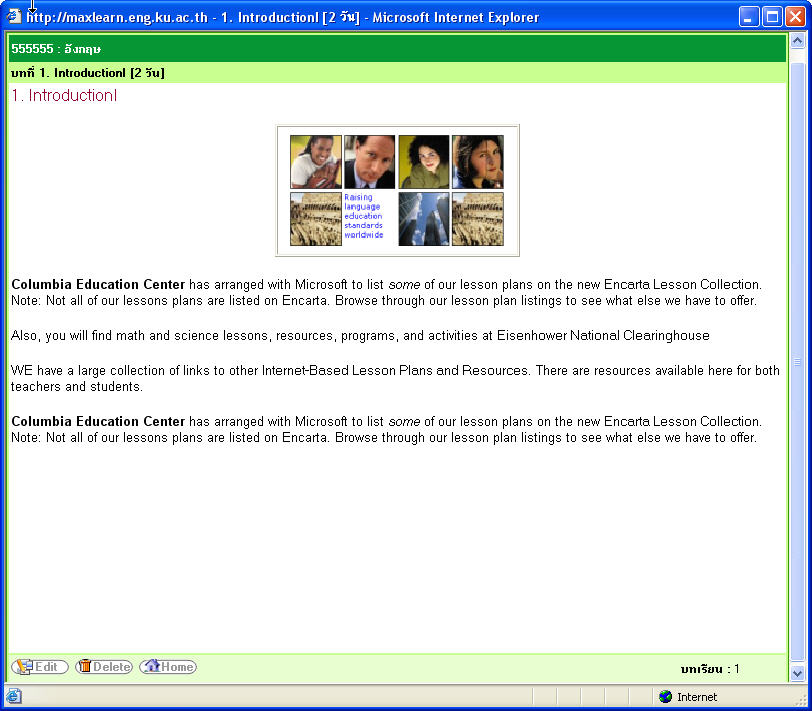 http://maxlearn.eng.ku.ac.th - 1. IntroductionI [2 วัน] - Microsoft Internet Explorer
555555 : อังกฤษ
บทที่ 1. IntroductionI [2 วัน]
1. IntroductionI
Raising
language
education
standards
worldwide
Columbia Education Center has arranged with Microsoft to list some of our lesson plans on the new Encarta Lesson Collection.
Note: Not all of our lessons plans are listed on Encarta. Browse through our lesson plan listings to see what else we have to offer.
Also, you will find math and science lessons, resources, programs, and activities at Eisenhower National Clearinghouse
WE have a large collection of links to other Internet-Based Lesson Plans and Resources. There are resources available here for both
teachers and students.
Columbia Education Center has arranged with Microsoft to list some of our lesson plans on the new Encarta Lesson Collection.
Note: Not all of our lessons plans are listed on Encarta. Browse through our lesson plan listings to see what else we have to offer.
Edit Delete Home บทเรียน : 1
Internet